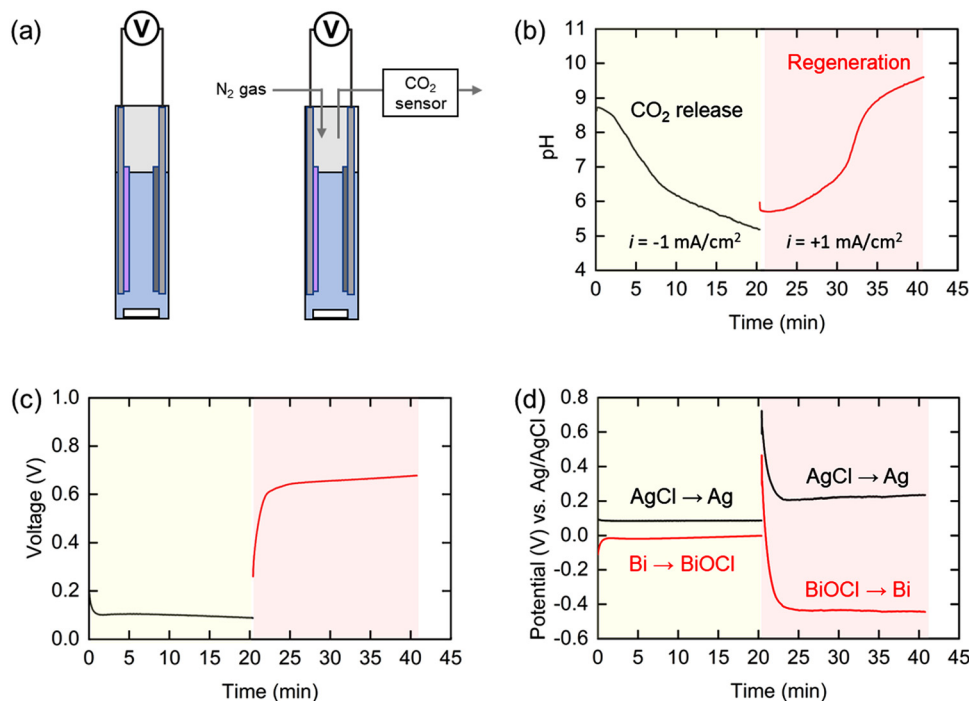 (a)
V
V
N2 gas
CO2
sensor
(b)
11
10
9
8
7
6
5
4
pH
CO2 release
Regeneration
i = -1 mA/cm2
i = +1 mA/cm2
0 5 10 15 20 25 30 35 40 45
Time (min)
(c)
1.0
0.8
0.6
0.4
0.2
0.0
Voltage (V)
0 5 10 15 20 25 30 35 40 45
Time (min)
(d)
0.8
0.6
0.4
0.2
0.0
-0.2
-0.4
-0.6
Potential (V) vs. Ag/AgCl
AgCl → Ag
Bi → BiOCl
AgCl → Ag
BiOCl → Bi
0 5 10 15 20 25 30 35 40 45
Time (min)